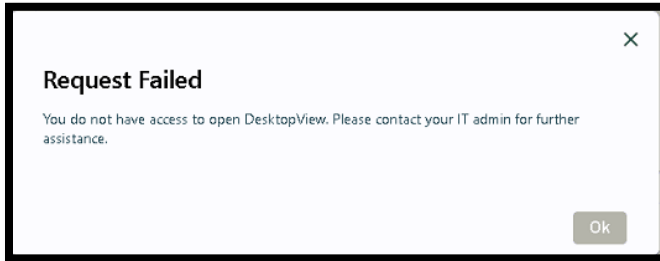 Request Failed
You do not have access to open DesktopView. Please contact your IT admin for further
assistance.
Ok